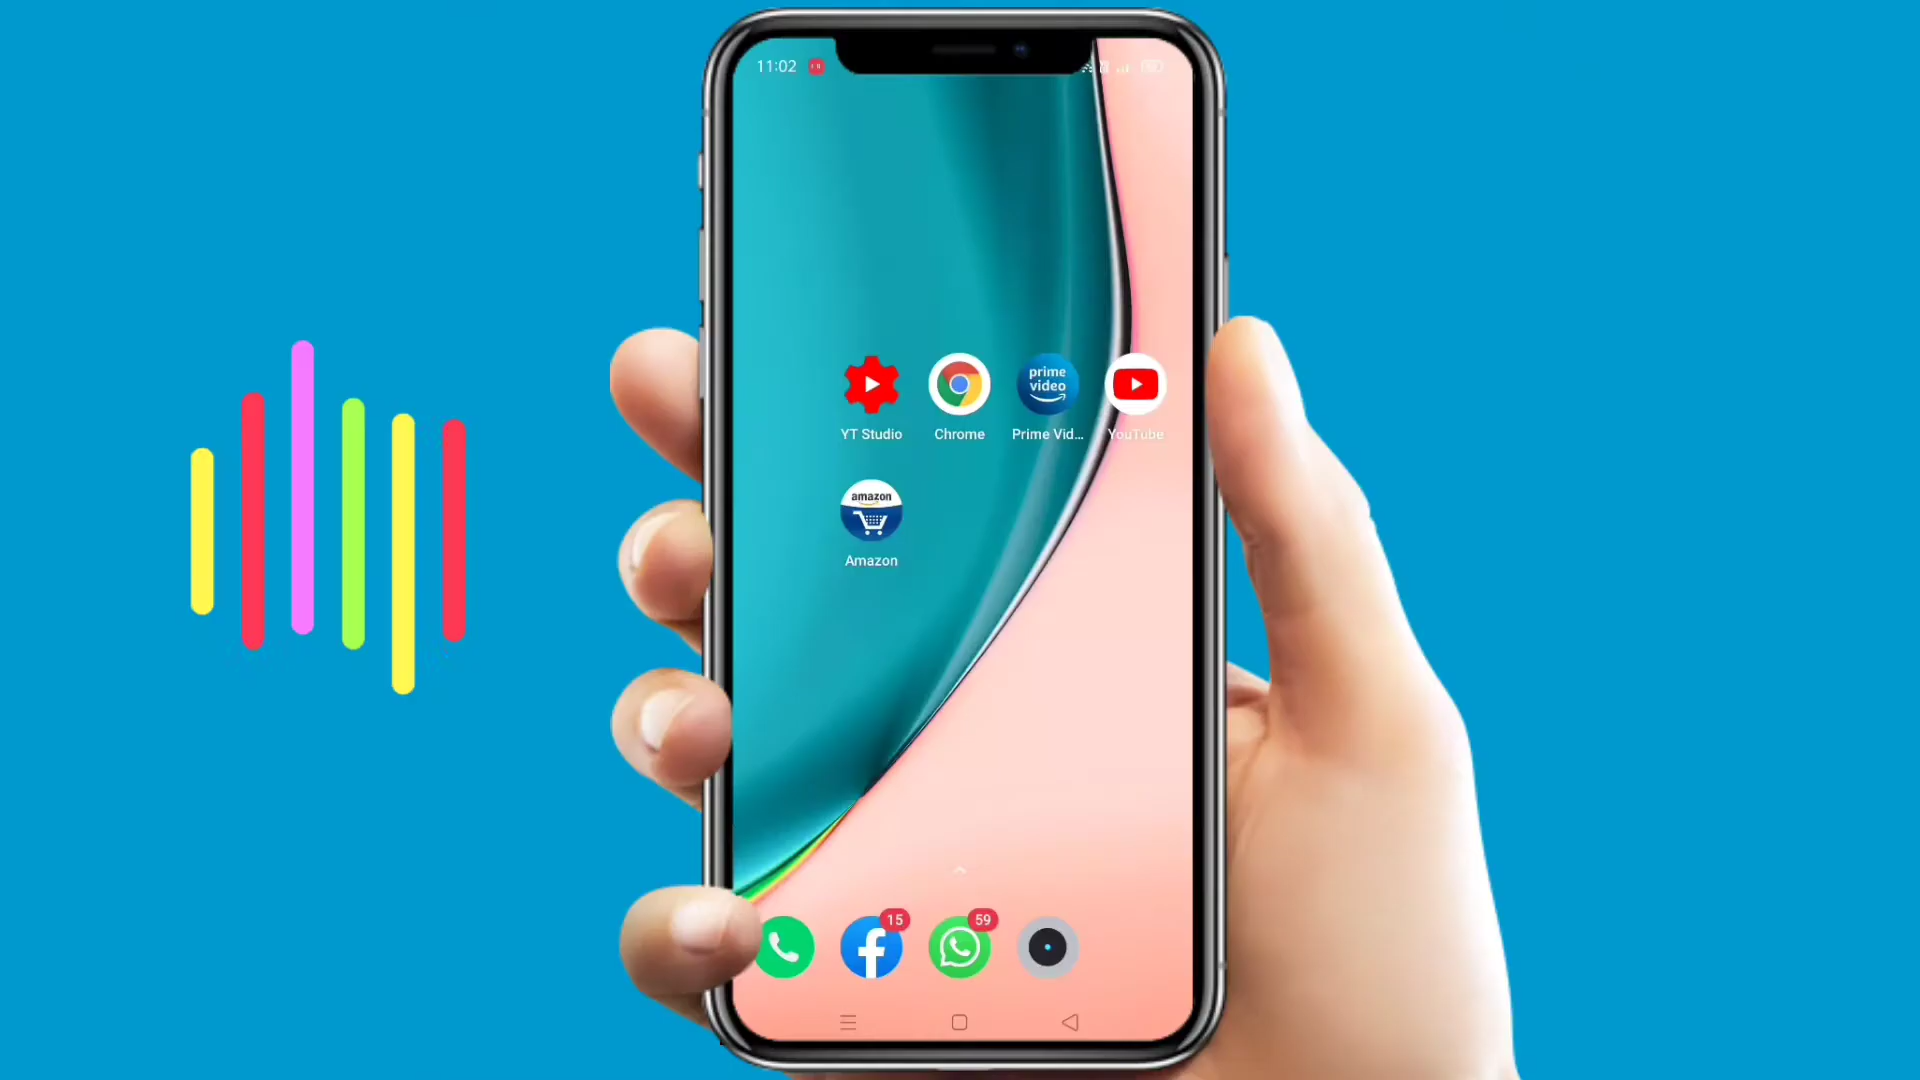 11:02
prime
video
YT Studio
Chrome
Prime Vid...
YouTube
amazon
Amazon
15
59